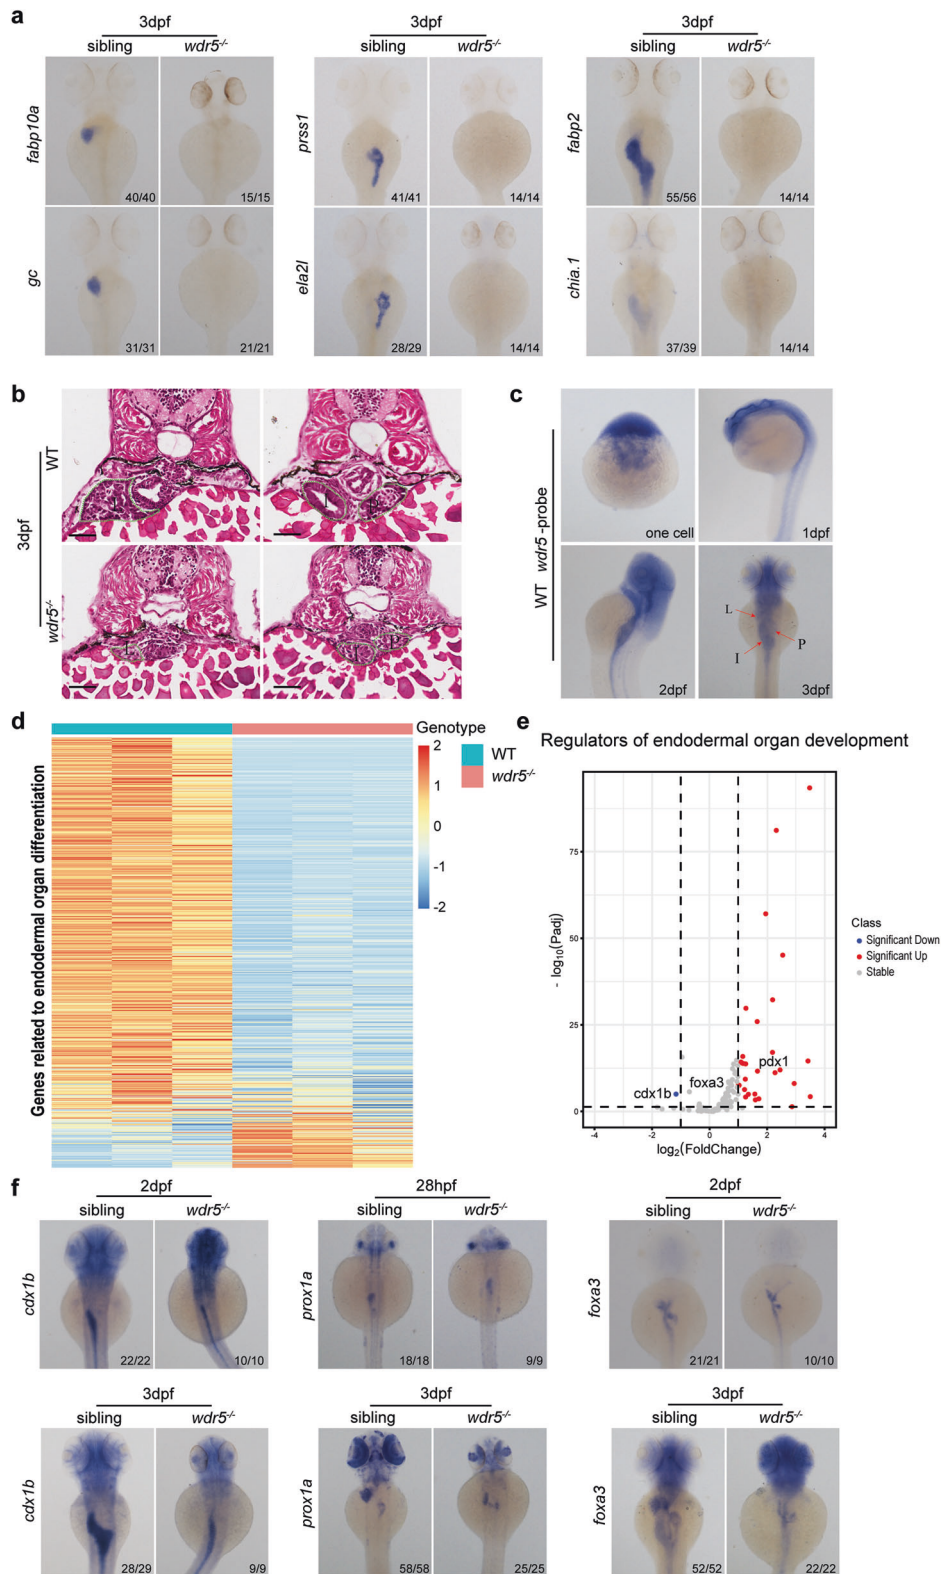 a
3dpf
3dpf
3dpf
sibling
wdr5-/-
sibling
wdr5-/-
sibling
wdr5-/-
fabp10a
40/40
15/15
prss1
41/41
14/14
fabp2
55/56
14/14
gc
31/31
21/21
ela2l
28/29
14/14
chia.1
37/39
14/14
b
3dpf
WT
L
I
I
P
wdr5-/-
L
I
I
P
c
WT wdr5 -probe
one cell
1dpf
2dpf
L
P
I
3dpf
d
Genotype
WT
wdr5-/-
2
1
0
-1
-2
Genes related to endodermal organ differentiation
e
Regulators of endodermal organ development
75
50
25
0
- log10(Padj)
pdx1
foxa3
cdx1b
-4
-2
0
2
4
log2(FoldChange)
Class
Significant Down
Significant Up
Stable
f
2dpf
28hpf
2dpf
sibling
wdr5-/-
sibling
wdr5-/-
sibling
wdr5-/-
cdx1b
22/22
10/10
prox1a
18/18
9/9
foxa3
21/21
10/10
3dpf
3dpf
3dpf
sibling
wdr5-/-
sibling
wdr5-/-
sibling
wdr5-/-
cdx1b
28/29
9/9
prox1a
58/58
25/25
foxa3
52/52
22/22